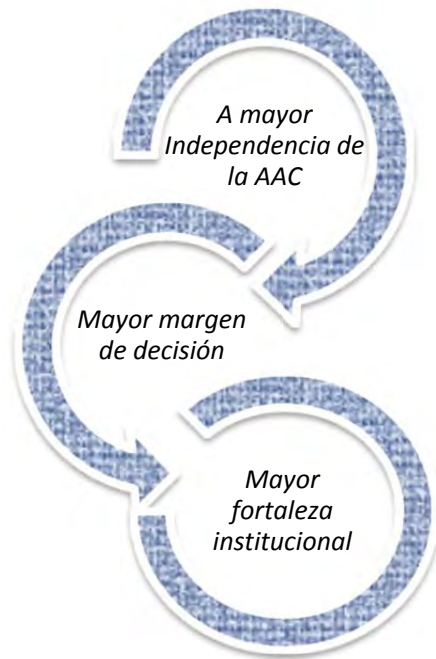 A mayor
Independencia de
la AAC
Mayor margen
de decisión
Mayor
fortaleza
institucional